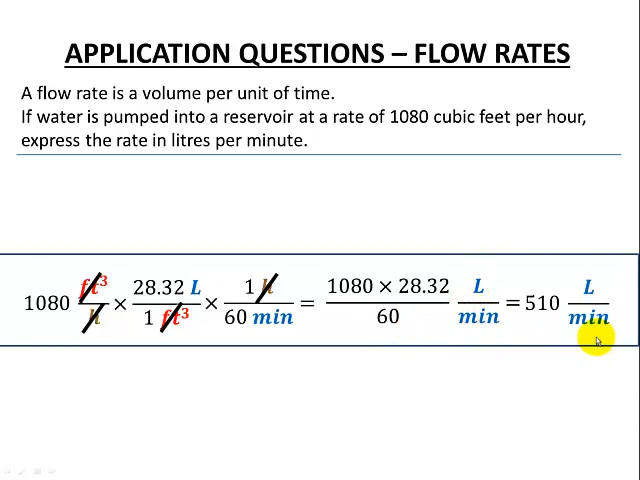 APPLICATION QUESTIONS – FLOW RATES
A flow rate is a volume per unit of time.
If water is pumped into a reservoir at a rate of 1080 cubic feet per hour,
express the rate in litres per minute.
1080 ft³/h × 28.32 L/1 ft³ × 1 h/60 min = 1080 × 28.32/60 L/min = 510 L/min